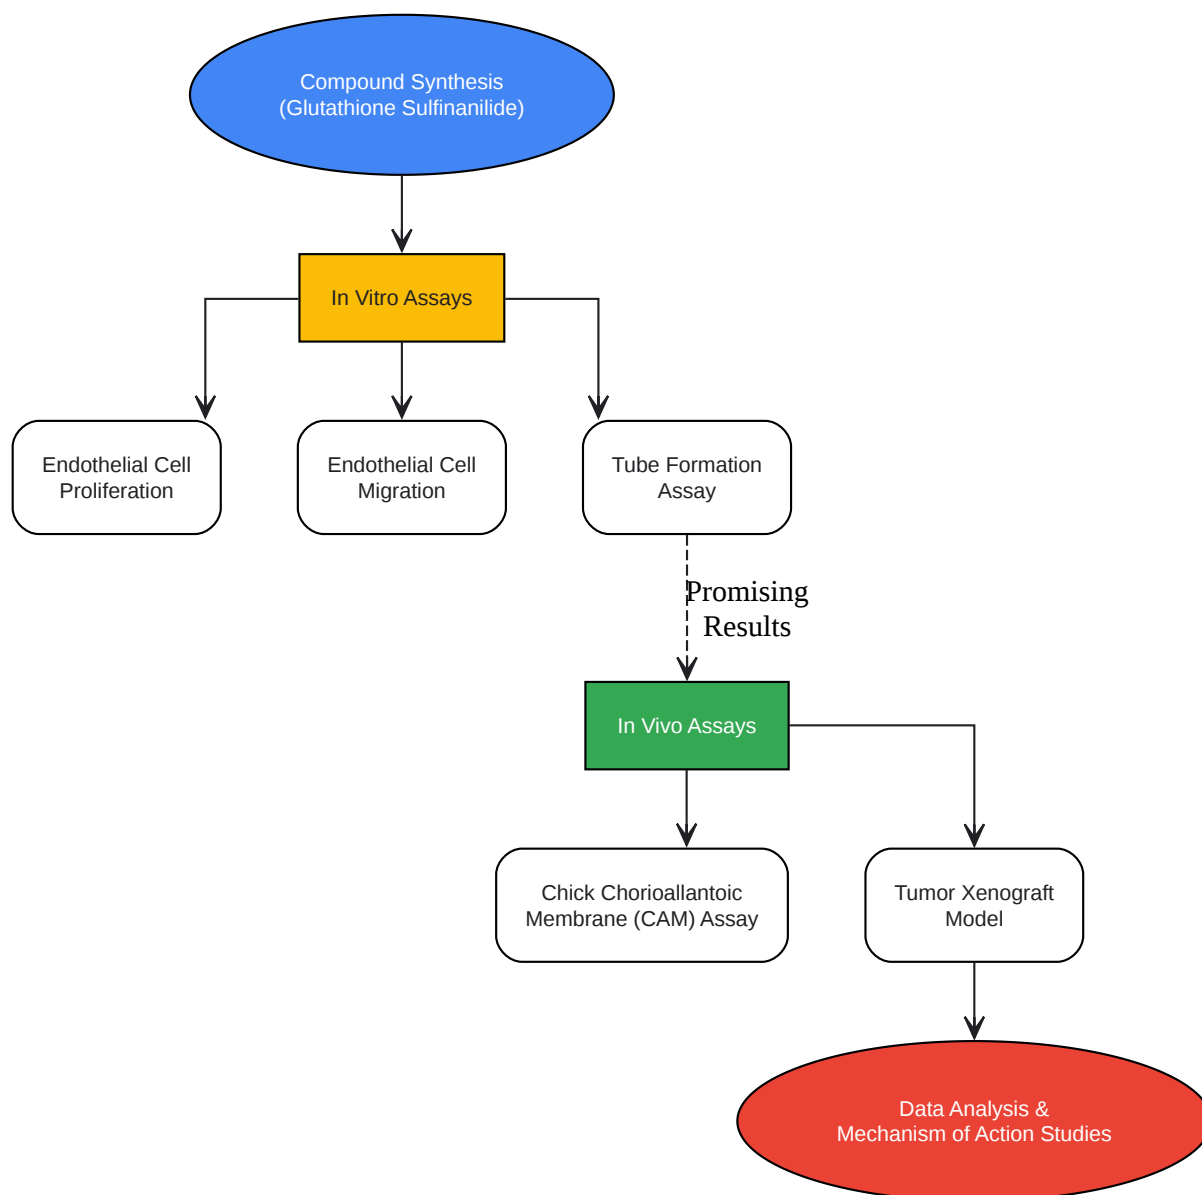 Compound Synthesis
(Glutathione Sulfinanilide)
In Vitro Assays
Endothelial Cell
Proliferation
Endothelial Cell
Migration
Tube Formation
Assay
Promising
Results
In Vivo Assays
Chick Chorioallantoic
Membrane (CAM) Assay
Tumor Xenograft
Model
Data Analysis &
Mechanism of Action Studies